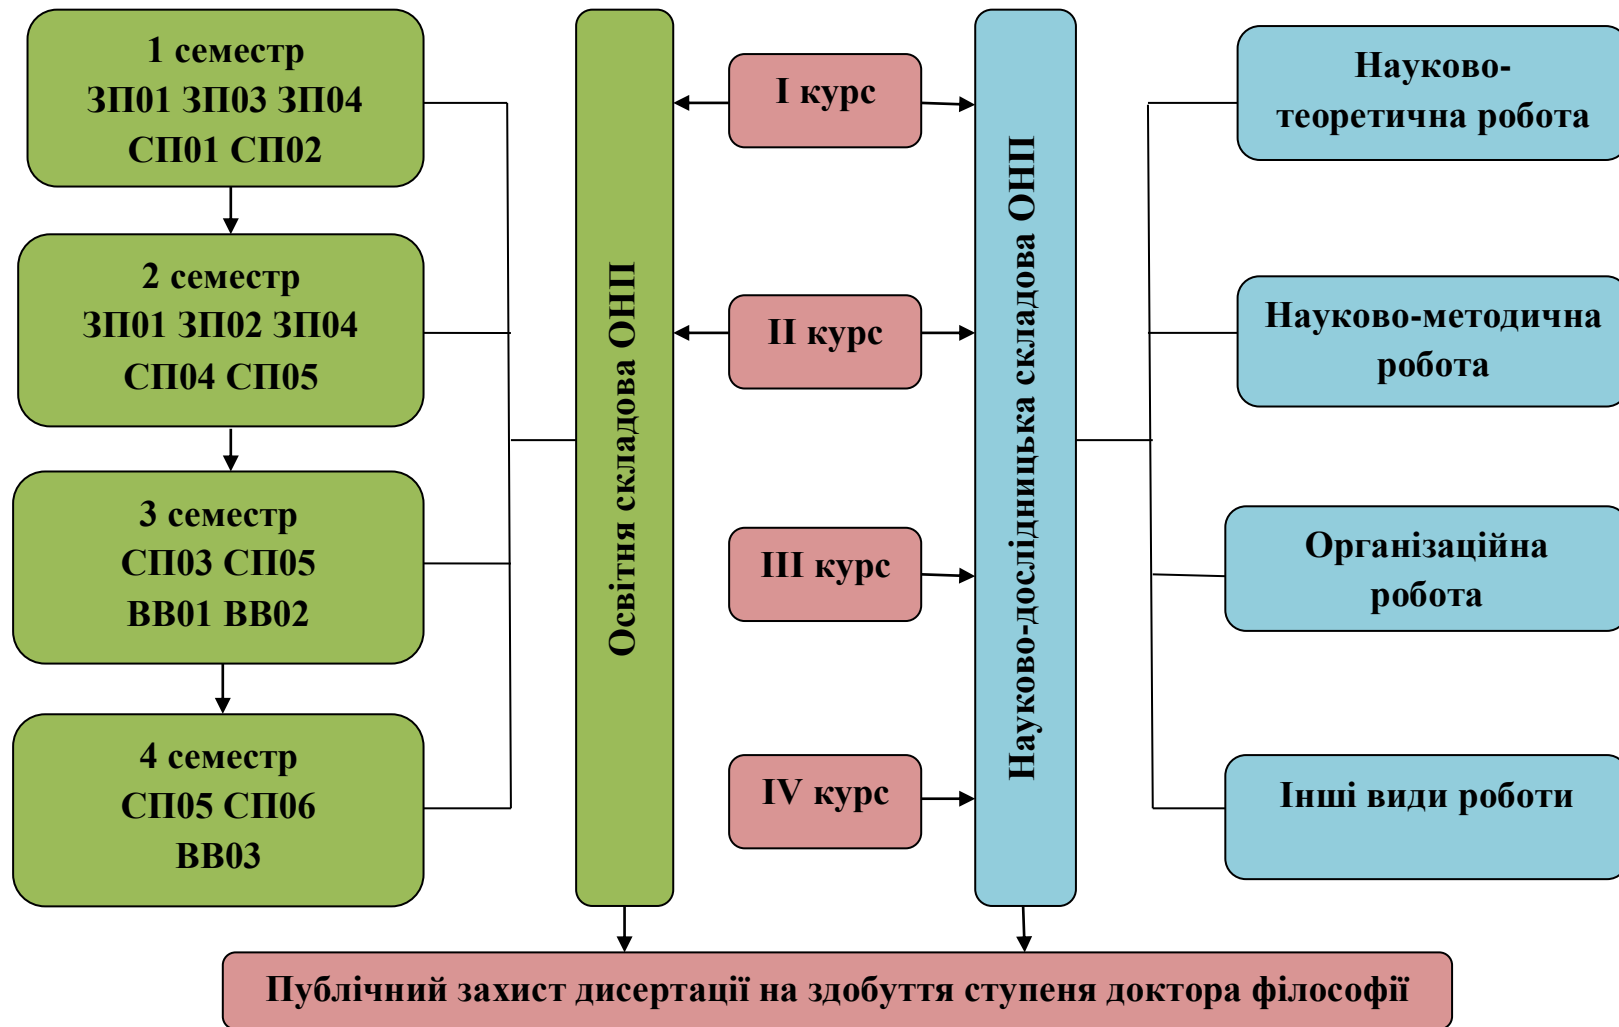 1 семестр
ЗП01 ЗП03 ЗП04
СП01 СП02
2 семестр
ЗП01 ЗП02 ЗП04
СП04 СП05
3 семестр
СП03 СП05
ВВ01 ВВ02
4 семестр
СП05 СП06
ВВ03
Освітня складова ОНП
І курс
ІІ курс
ІІІ курс
IV курс
Науково-дослідницька складова ОНП
Науково-
теоретична робота
Науково-методична
робота
Організаційна
робота
Інші види роботи
Публічний захист дисертації на здобуття ступеня доктора філософії